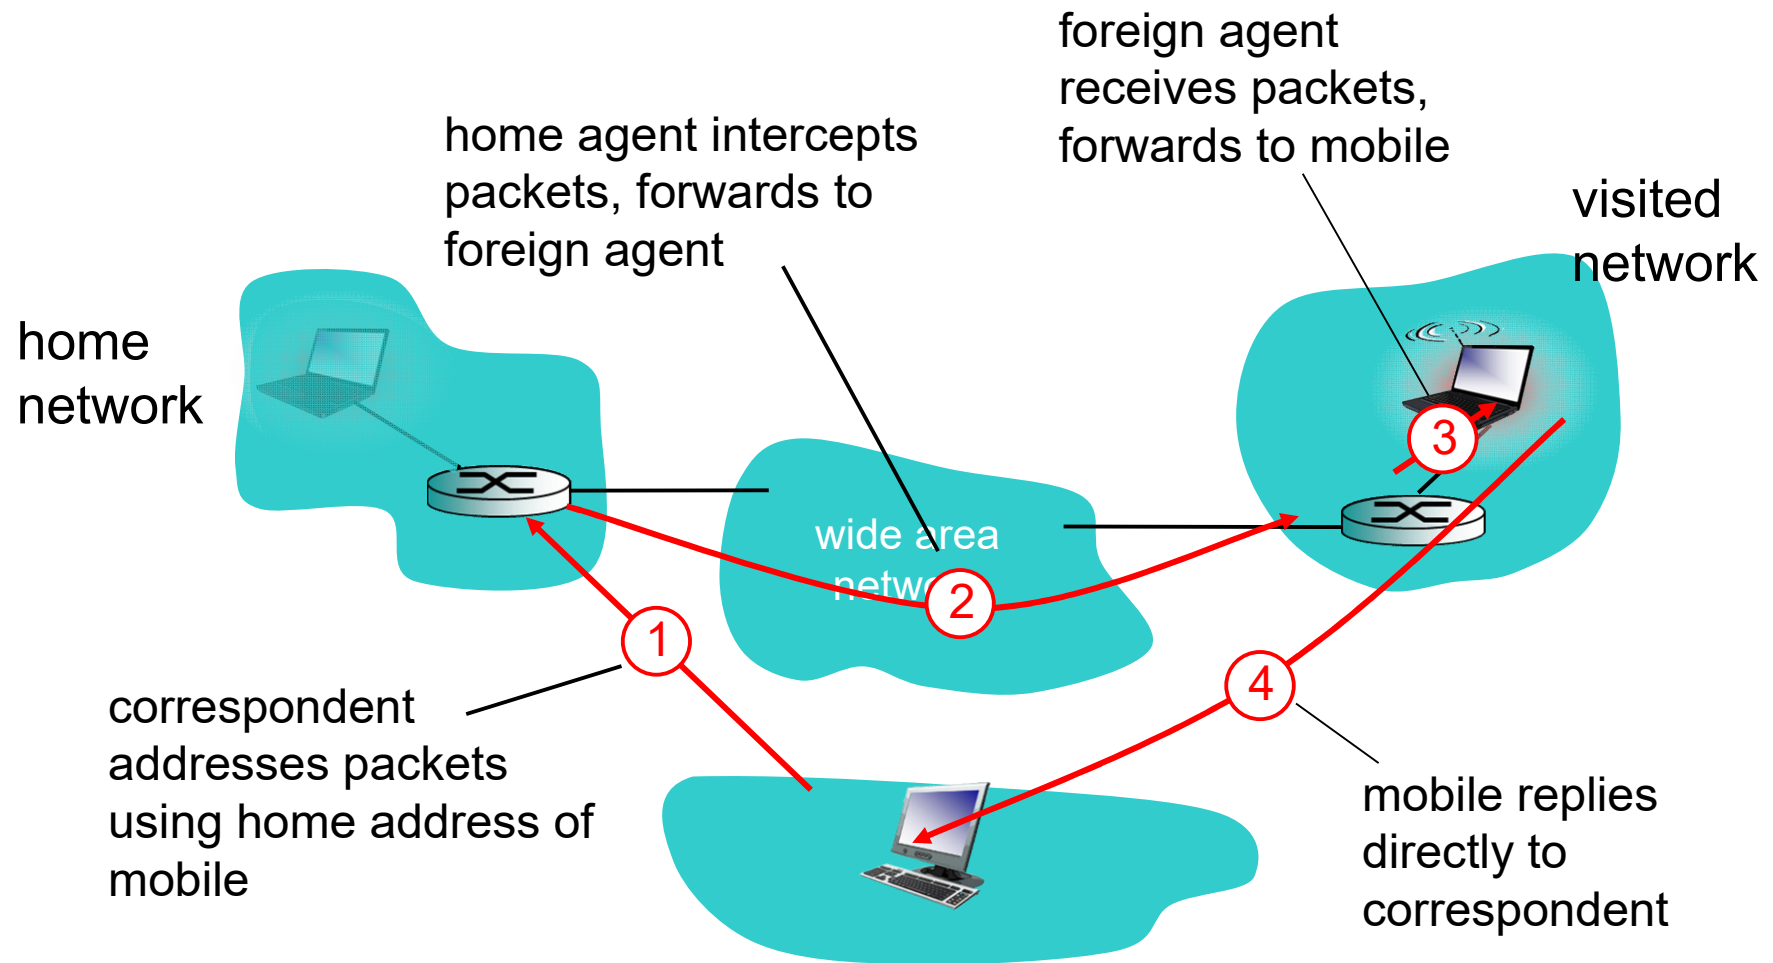 foreign agent
receives packets,
forwards to mobile
home agent intercepts
packets, forwards to
foreign agent
visited
network
home
network
wide area
network
3
2
1
4
correspondent
addresses packets
using home address of
mobile
mobile replies
directly to
correspondent